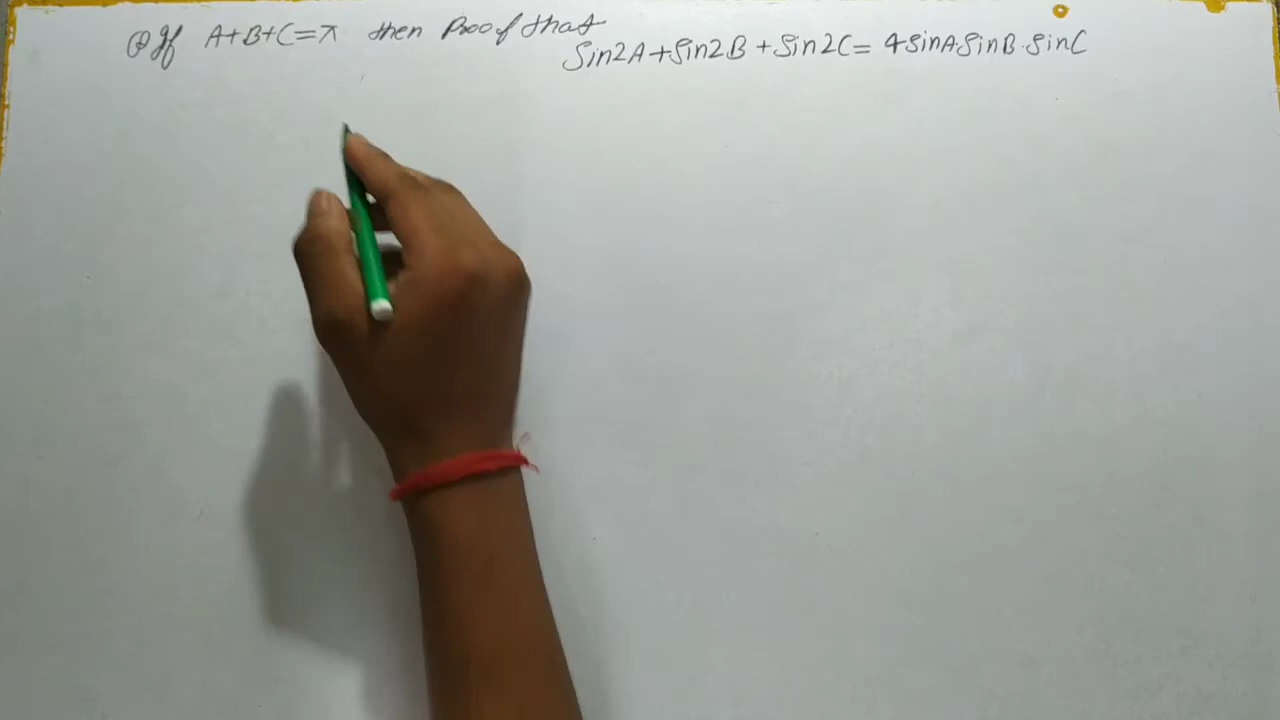 Q If A+B+C=π then Proof that
Sin2A+Sin2B+Sin2C= 4SinA.SinB.SinC